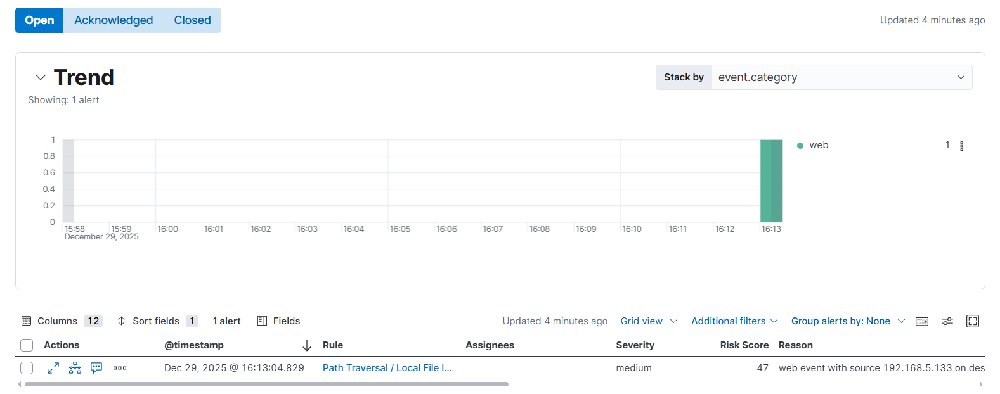 Open Acknowledged Closed Updated 4 minutes ago
Trend Stack by event.category
Showing: 1 alert
1 web 1
0.8
0.6
0.4
0.2
0
15:58 15:59 16:00 16:01 16:02 16:03 16:04 16:05 16:06 16:07 16:08 16:09 16:10 16:11 16:12 16:13
December 29, 2025
Columns 12 Sort fields 1 1 alert Fields Updated 4 minutes ago Grid view Additional filters Group alerts by: None
Actions @timestamp Rule Assignees Severity Risk Score Reason
Dec 29, 2025 @ 16:13:04.829 Path Traversal / Local File I... medium 47 web event with source 192.168.5.133 on des